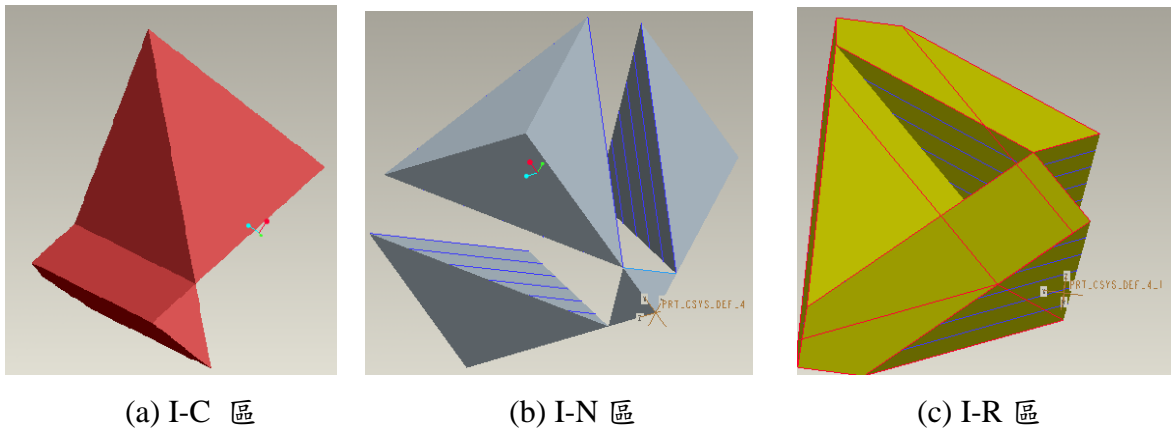 PRT_CSYS_DEF_4
PRT_CSYS_DEF_4_1
(a) I-C 區
(b) I-N 區
(c) I-R 區